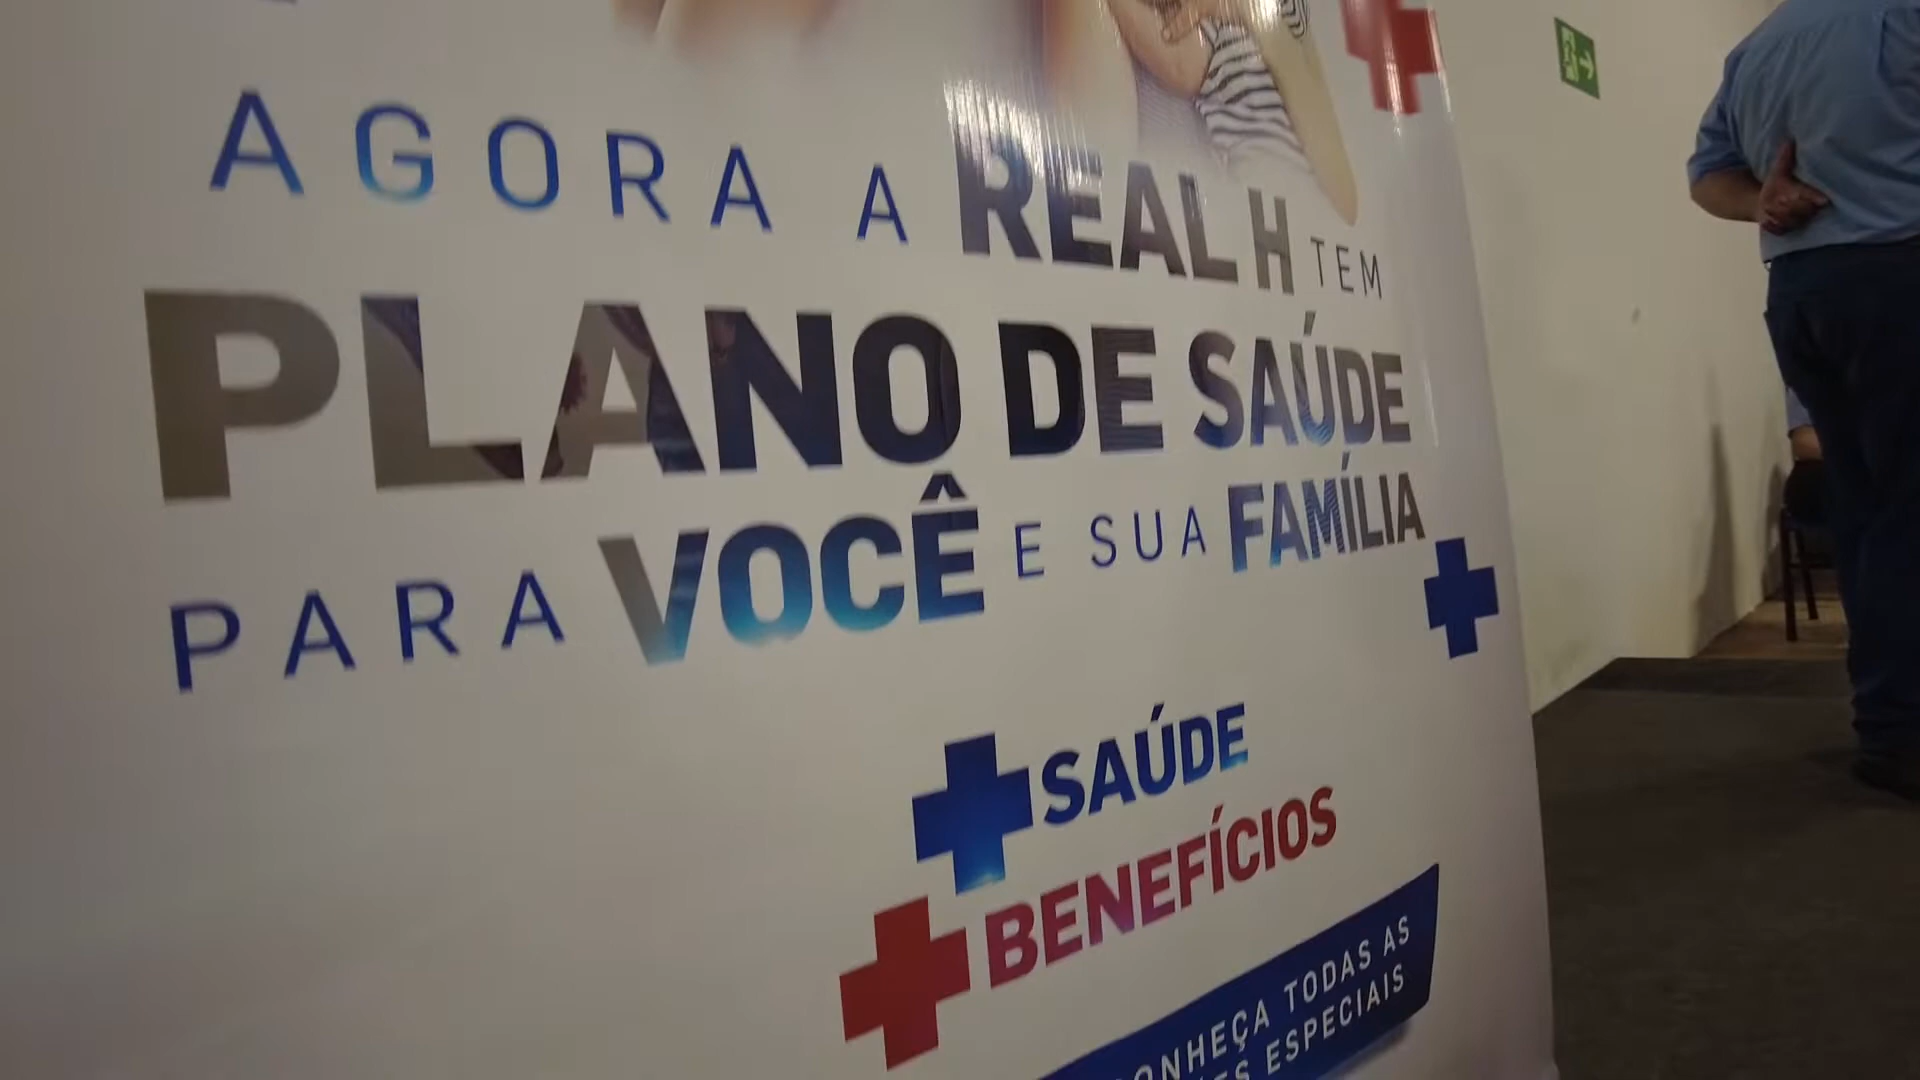 AGORA A REAL H TEM
PLANO DE SAÚDE
PARA VOCÊ E SUA FAMÍLIA
SAÚDE
BENEFÍCIOS
TODAS AS
ESPECIAIS